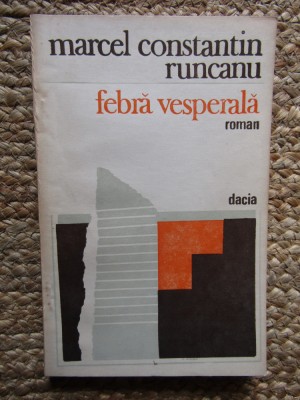 marcel constantin
runcanu
febră vesperală
roman
dacia